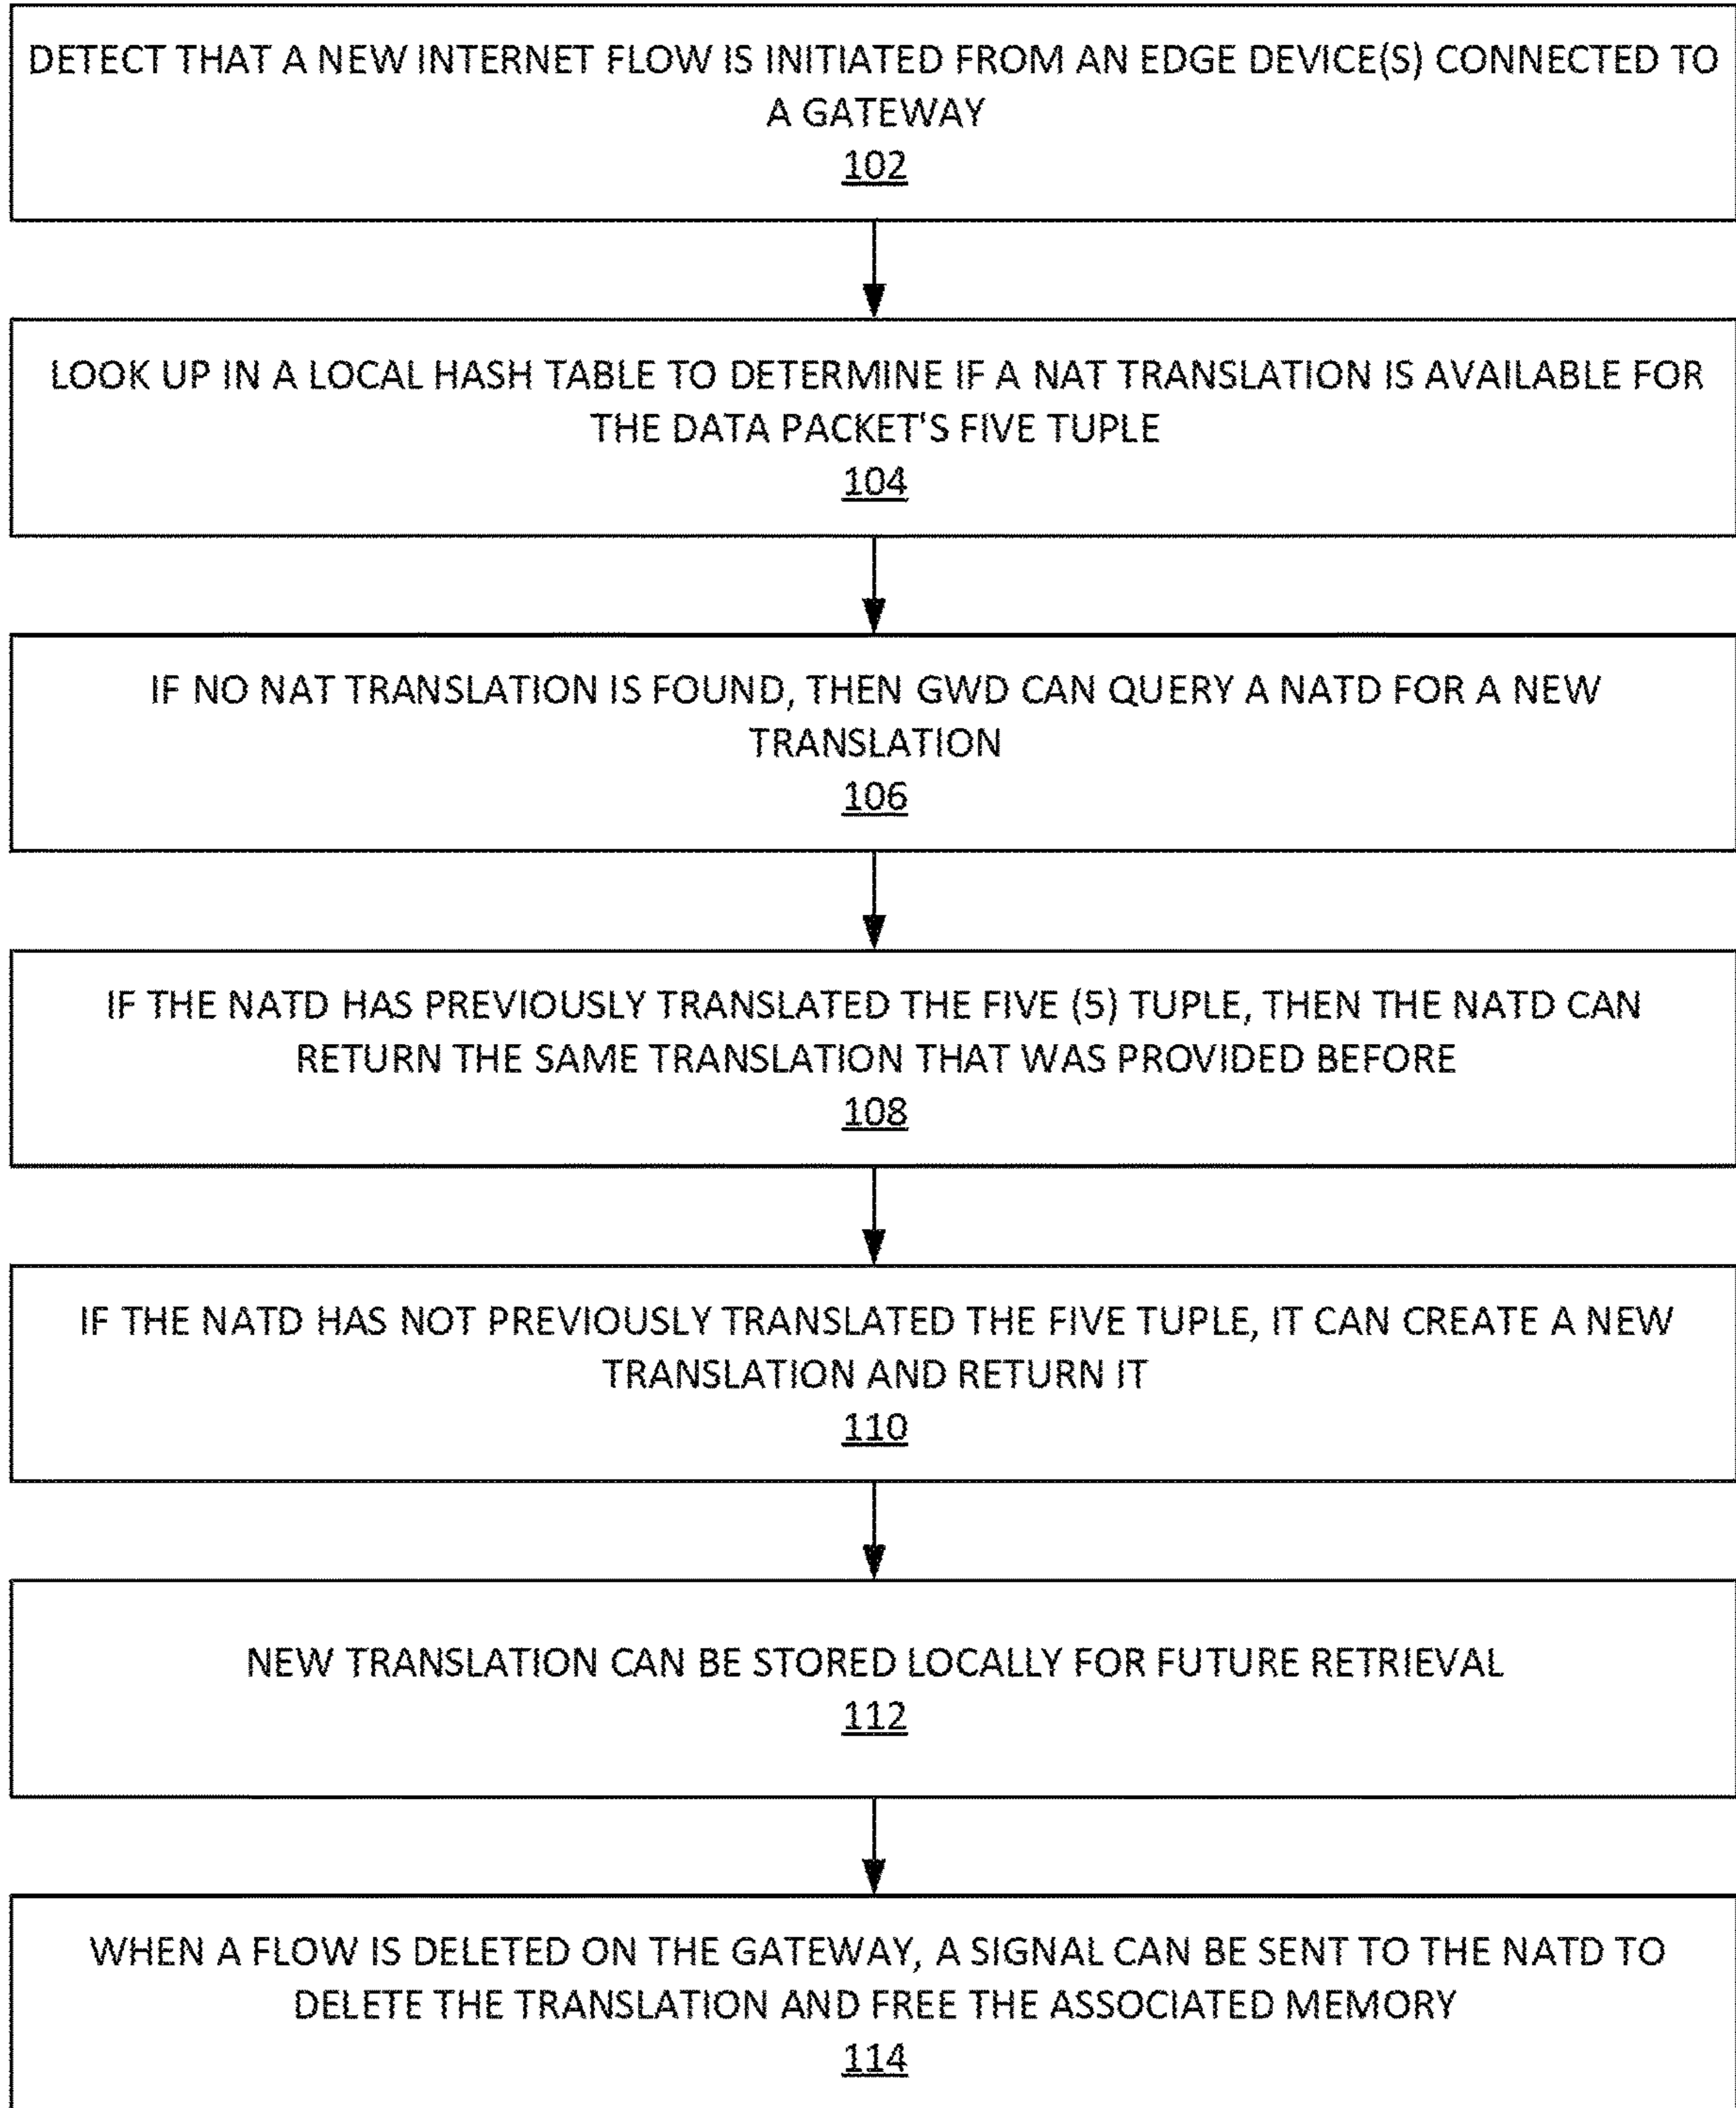 DETECT THAT A NEW INTERNET FLOW IS INITIATED FROM AN EDGE DEVICE(S) CONNECTED TO
A GATEWAY
102
LOOK UP IN A LOCAL HASH TABLE TO DETERMINE IF A NAT TRANSLATION IS AVAILABLE FOR
THE DATA PACKET'S FIVE TUPLE
104
IF NO NAT TRANSLATION IS FOUND, THEN GWD CAN QUERY A NATD FOR A NEW
TRANSLATION
106
IF THE NATD HAS PREVIOUSLY TRANSLATED THE FIVE (5) TUPLE, THEN THE NATD CAN
RETURN THE SAME TRANSLATION THAT WAS PROVIDED BEFORE
108
IF THE NATD HAS NOT PREVIOUSLY TRANSLATED THE FIVE TUPLE, IT CAN CREATE A NEW
TRANSLATION AND RETURN IT
110
NEW TRANSLATION CAN BE STORED LOCALLY FOR FUTURE RETRIEVAL
112
WHEN A FLOW IS DELETED ON THE GATEWAY, A SIGNAL CAN BE SENT TO THE NATD TO
DELETE THE TRANSLATION AND FREE THE ASSOCIATED MEMORY
114